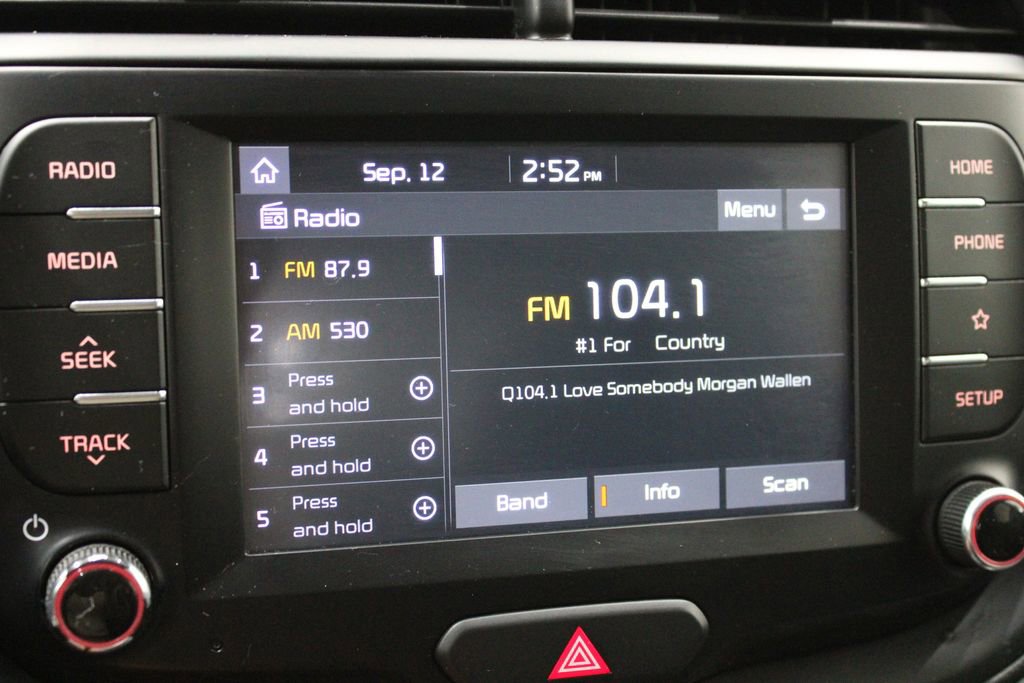 RADIO
MEDIA
SEEK
TRACK
Sep. 12
2:52 PM
Radio
Menu
1 FM 87.9
2 AM 530
3 Press
and hold
4 Press
and hold
5 Press
and hold
FM 104.1
#1 For Country
Q104.1 Love Somebody Morgan Wallen
Band
Info
Scan
HOME
PHONE
SETUP